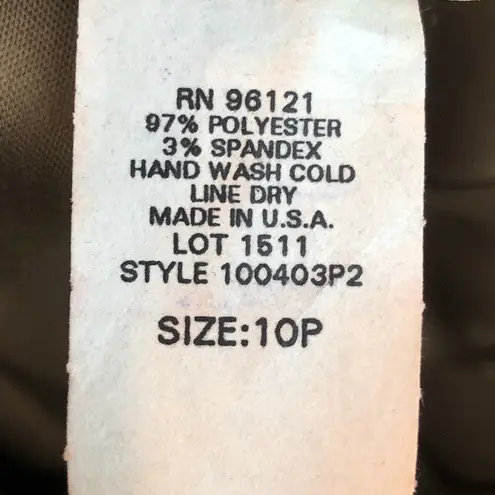 RN 96121
97% POLYESTER
3% SPANDEX
HAND WASH COLD
LINE DRY
MADE IN U.S.A.
LOT 1511
STYLE 100403P2
SIZE:10P